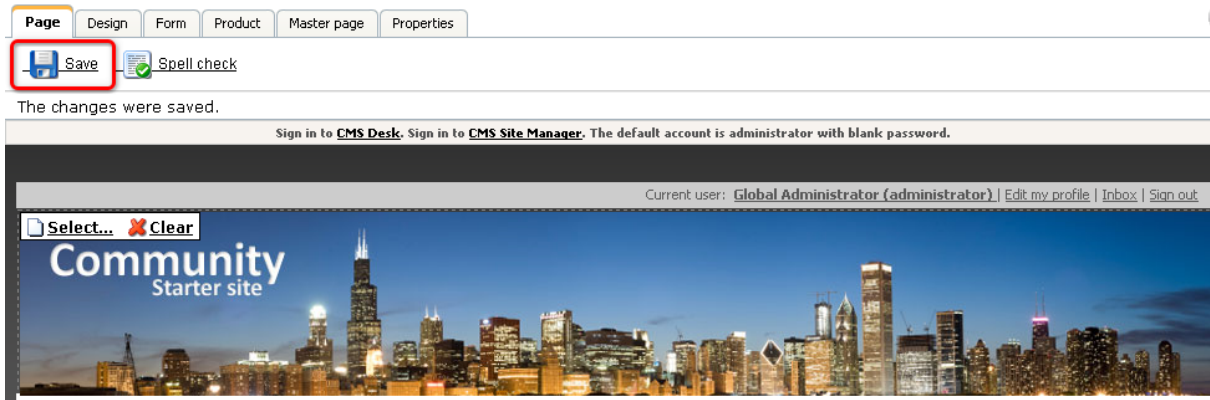 Page Design Form Product Master page Properties
Save Spell check
The changes were saved.
Sign in to CMS Desk. Sign in to CMS Site Manager. The default account is administrator with blank password.
Current user: Global Administrator (administrator) | Edit my profile | Inbox | Sign out
Select... Clear
Community
Starter site